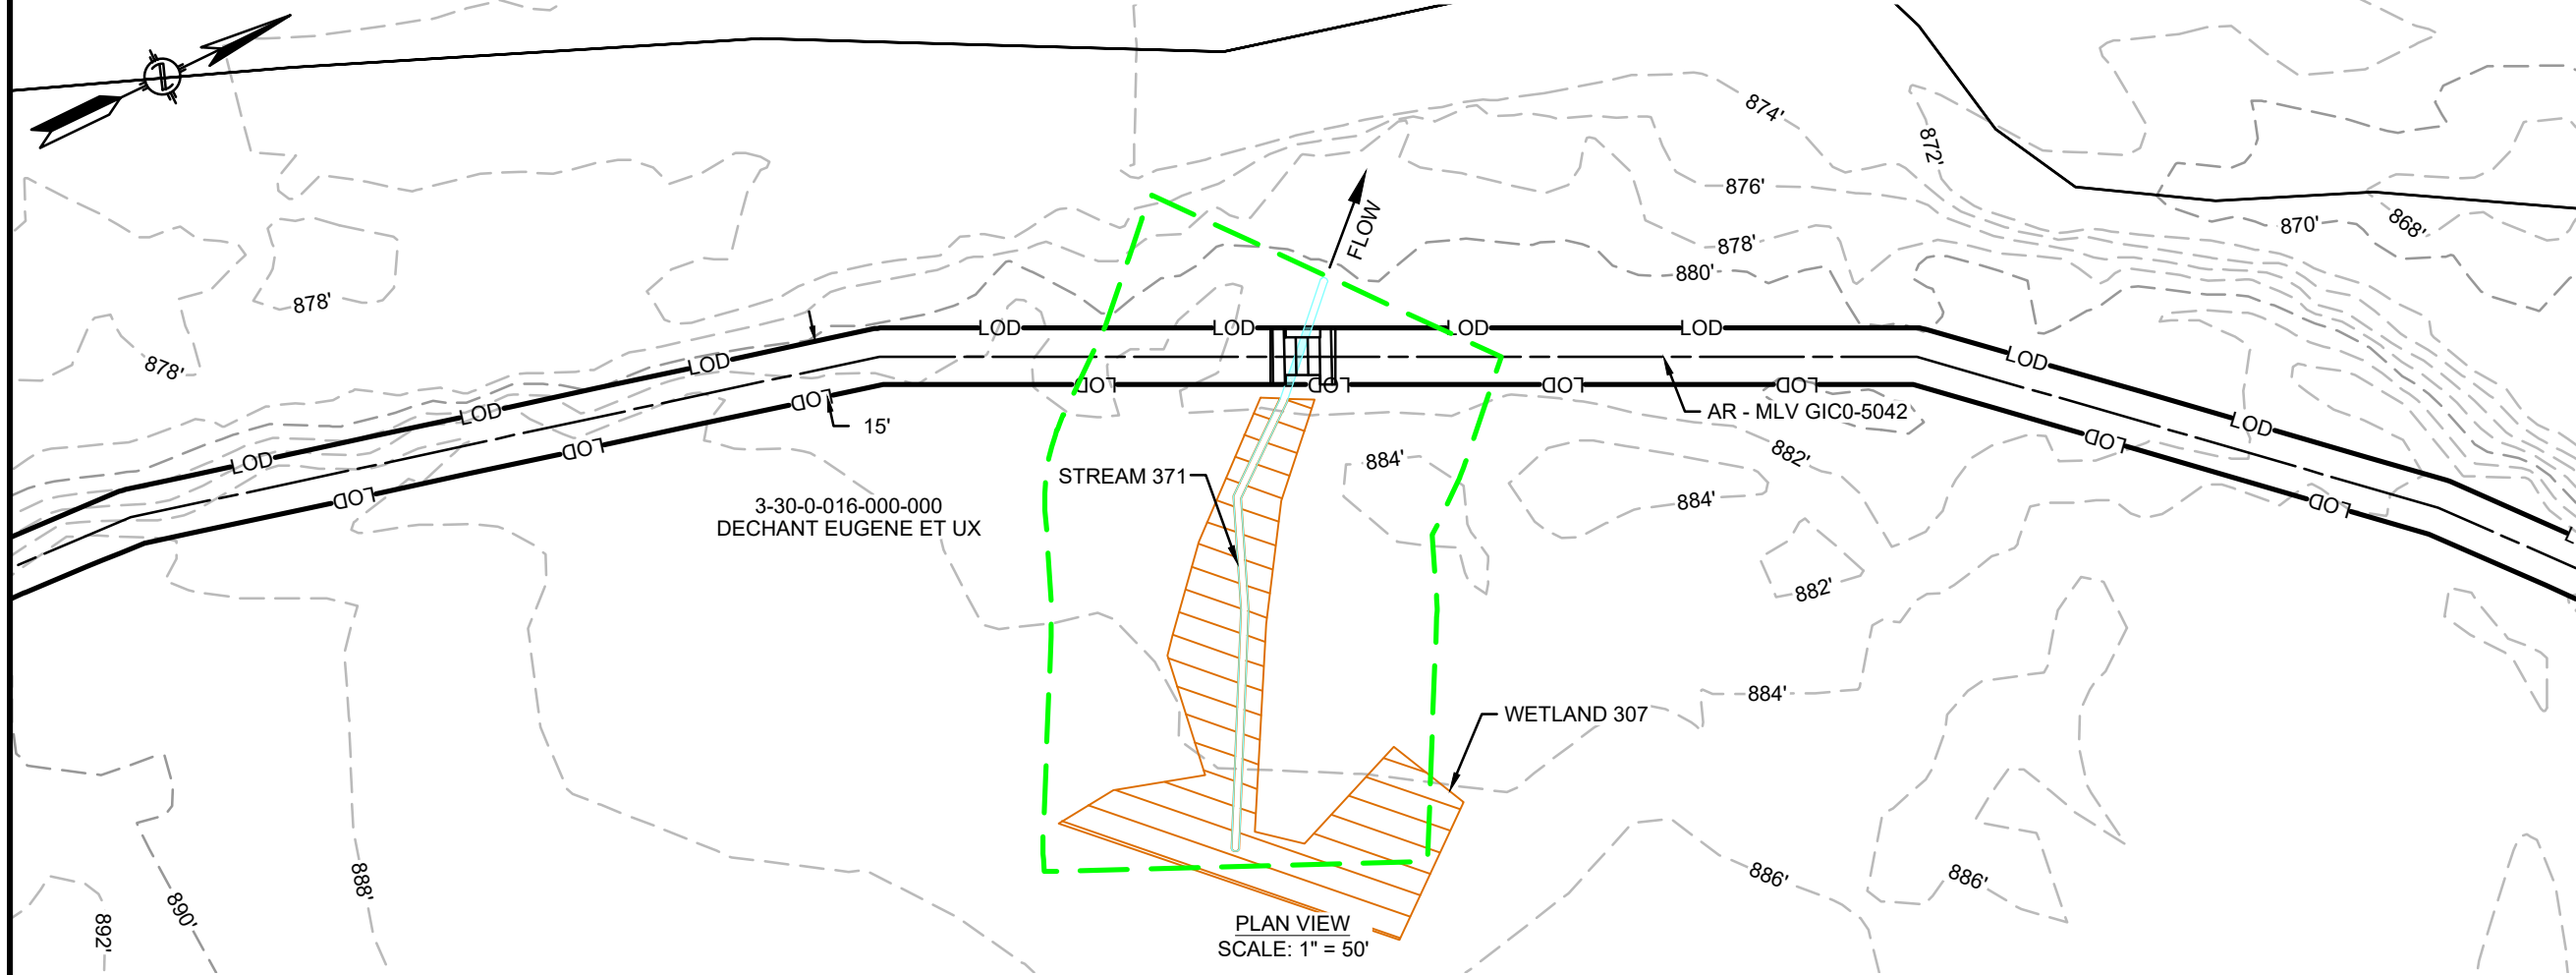 874'
872'
876'
870'
868'
FLOW
878'
880'
878'
LOD
LOD
LOD
LOD
878'
LOD
LOD
LOD
LOD
LOD
LOD
LOD
LOD
15'
AR - MLV GIC0-5042
LOD
LOD
LOD
LOD
884'
882'
STREAM 371
LOD
LOD
884'
LOD
3-30-0-016-000-000
DECHANT EUGENE ET UX
882'
884'
WETLAND 307
888'
886'
886'
890'
892'
PLAN VIEW
SCALE: 1" = 50'